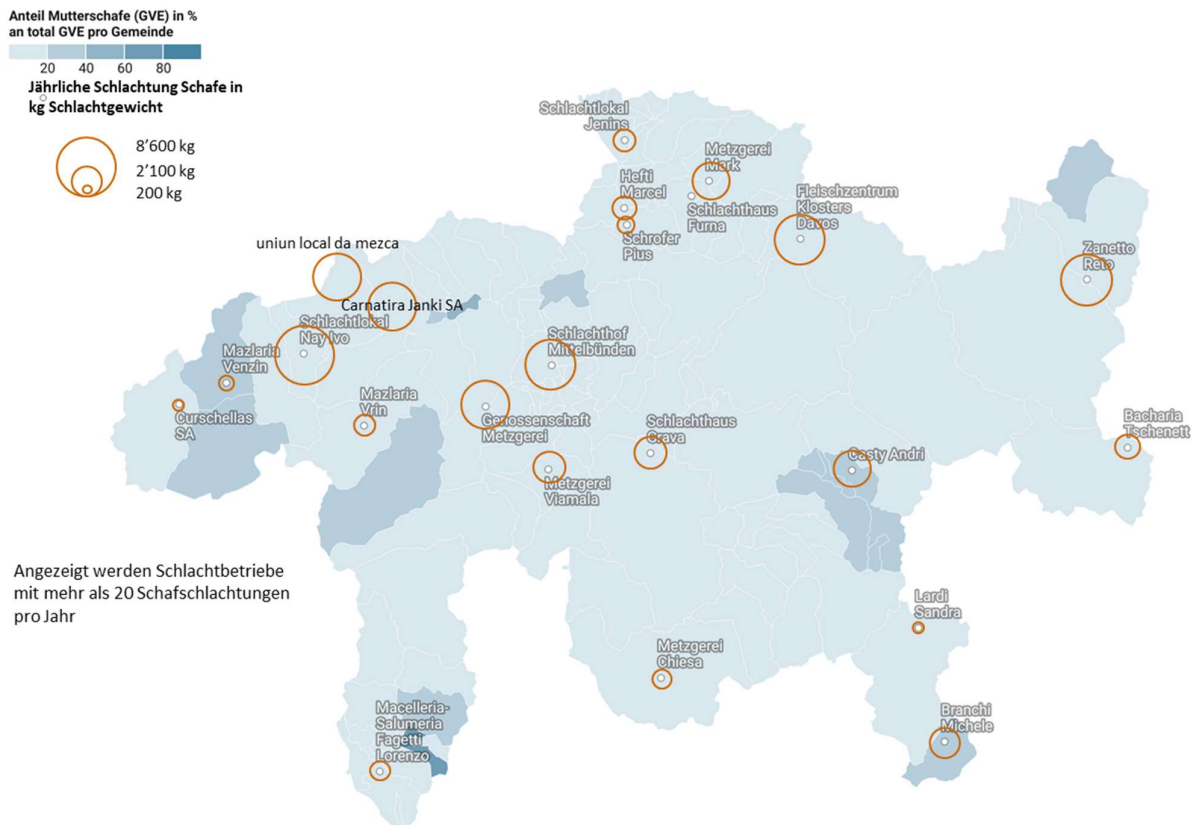 Anteil Mutterschafe (GVE) in %
an total GVE pro Gemeinde
20 40 60 80
Jährliche Schlachtung Schafe in
kg Schlachtgewicht
8'600 kg
2'100 kg
200 kg
Schlachtlokal
Jenins
Metzgerei
Mark
Hefti
Marcel
Schlachthaus
Furna
Fleischzentrum
Klosters
Davos
Schrofer
Pius
uniun local da mezca
Zanetto
Reto
Carnatira Janki SA
Schlachtlokal
Nay Ivo
Schlachthof
Mittelbünden
Mazlaria
Venzin
Mazlaria
Vrin
Curschellas
SA
Genossenschaft
Metzgerei
Schlachthaus
Crava
Bacharia
Tschenett
Casty Andri
Metzgerei
Viamala
Angezeigt werden Schlachtbetriebe
mit mehr als 20 Schafschlachtungen
pro Jahr
Lardi
Sandra
Metzgerei
Chiesa
Macelleria-
Salumeria
Fagetti
Lorenzo
Branchi
Michele